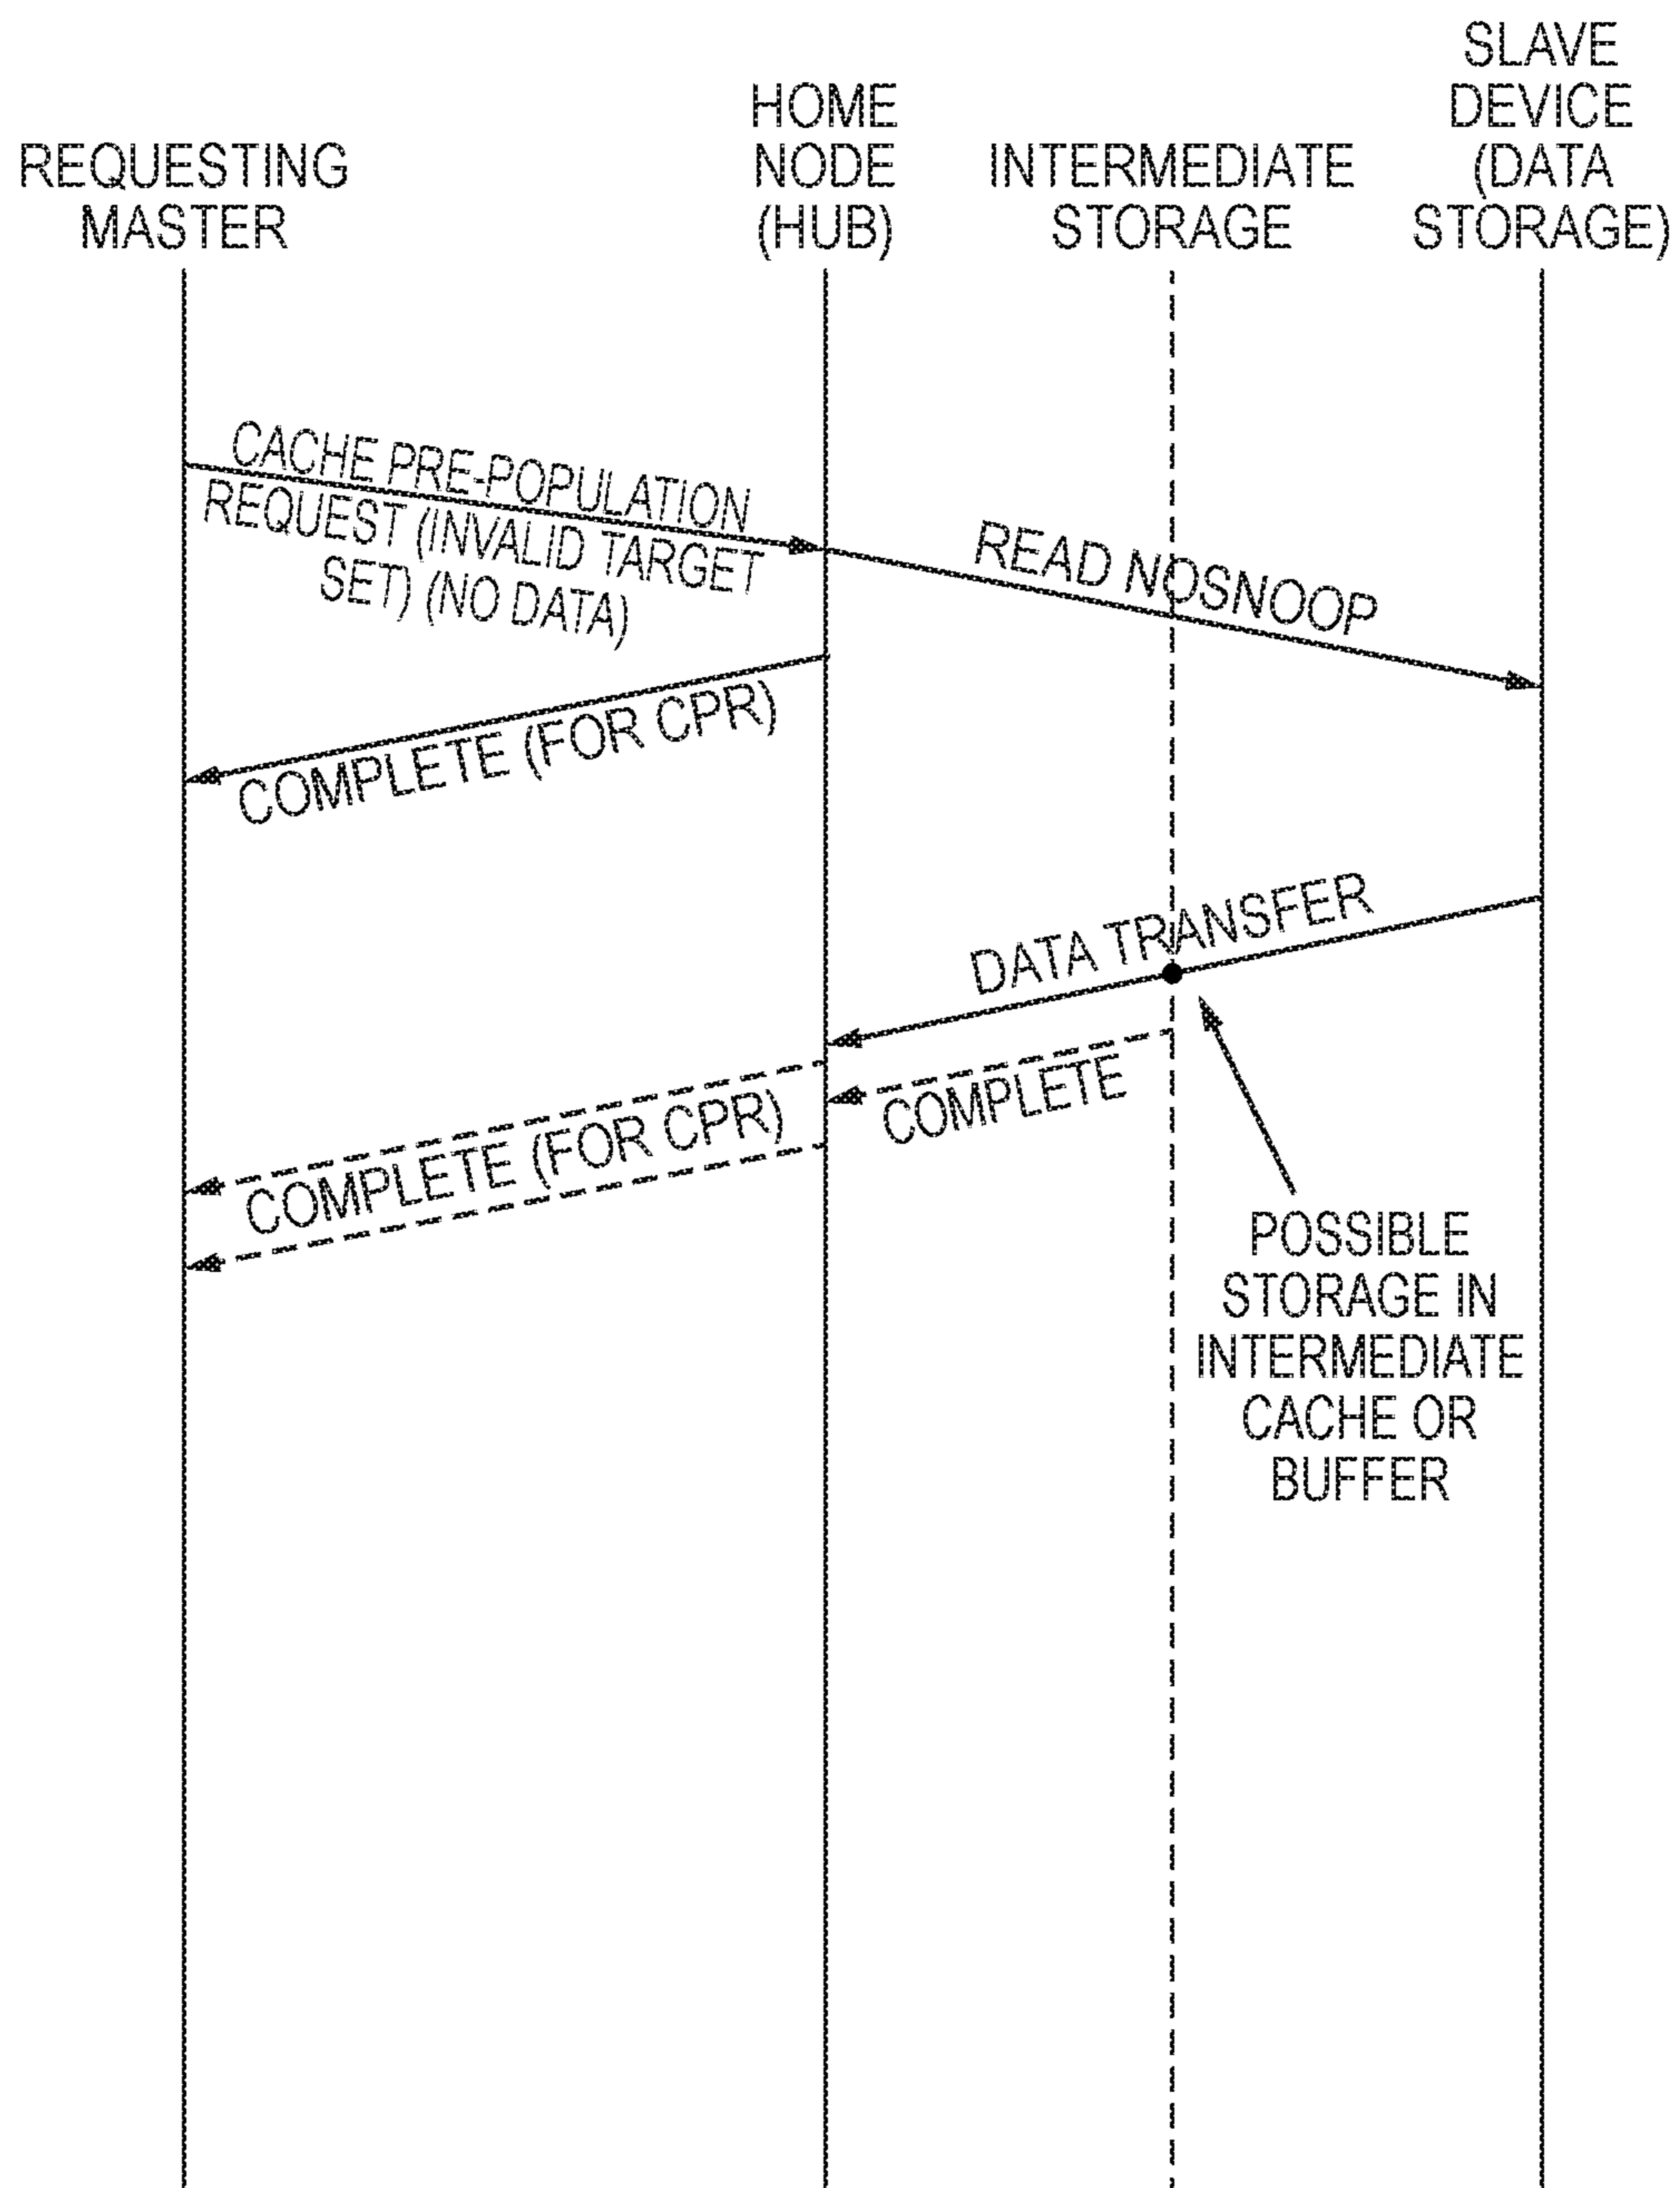 REQUESTING
MASTER
HOME
NODE
(HUB)
INTERMEDIATE
STORAGE
SLAVE
DEVICE
(DATA
STORAGE)
CACHE PRE-POPULATION
REQUEST (INVALID TARGET
SET) (NO DATA)
READ NOSNOOP
COMPLETE (FOR CPR)
DATA TRANSFER
COMPLETE
COMPLETE (FOR CPR)
POSSIBLE
STORAGE IN
INTERMEDIATE
CACHE OR
BUFFER